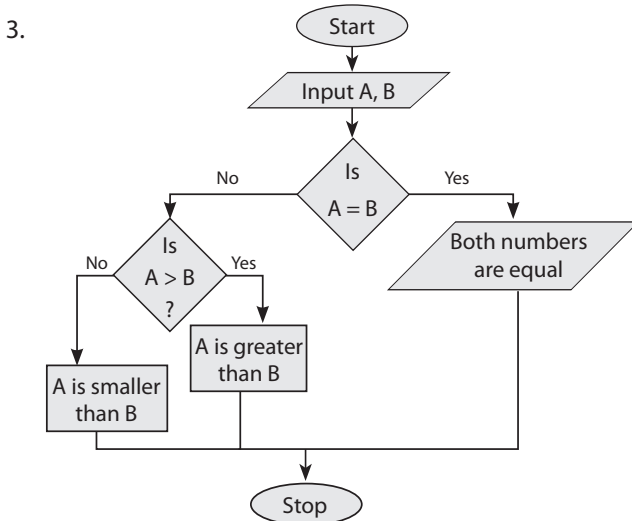 3.
Start
Input A, B
Is
A = B
No
Yes
Both numbers
are equal
Is
A > B
?
No
Yes
A is greater
than B
A is smaller
than B
Stop